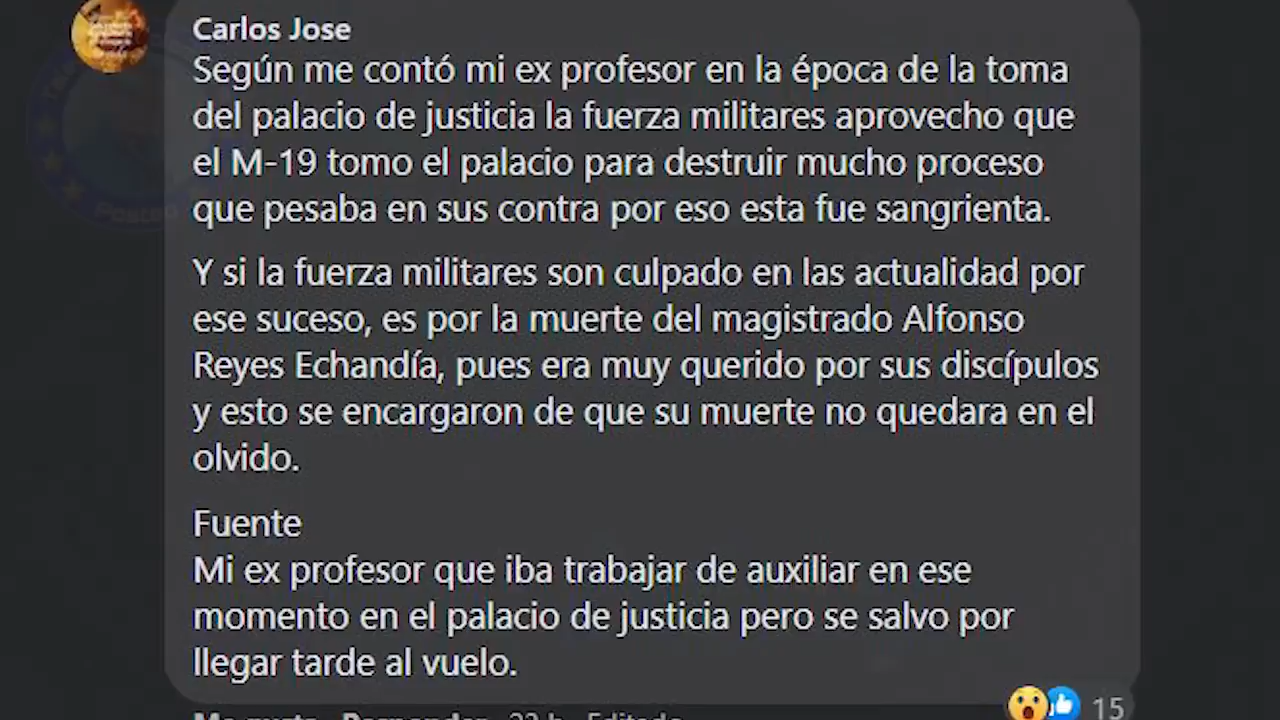 Carlos Jose
Según me contó mi ex profesor en la época de la toma
del palacio de justicia la fuerza militares aprovecho que
el M-19 tomo el palacio para destruir mucho proceso
que pesaba en sus contra por eso esta fue sangrienta.
Y si la fuerza militares son culpado en las actualidad por
ese suceso, es por la muerte del magistrado Alfonso
Reyes Echandía, pues era muy querido por sus discípulos
y esto se encargaron de que su muerte no quedara en el
olvido.
Fuente
Mi ex profesor que iba trabajar de auxiliar en ese
momento en el palacio de justicia pero se salvo por
llegar tarde al vuelo.
15